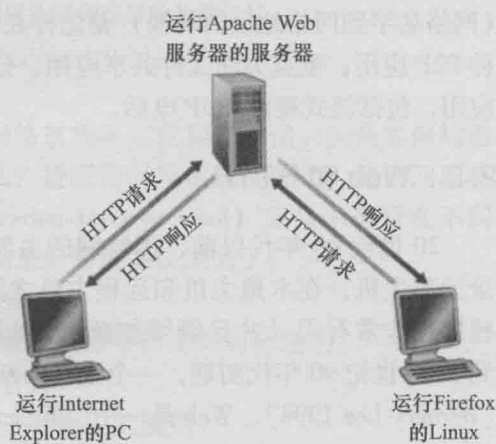 运行Apache Web
服务器的服务器
HTTP请求
HTTP响应
HTTP响应
HTTP请求
运行Internet
Explorer的PC
运行Firefox
的Linux